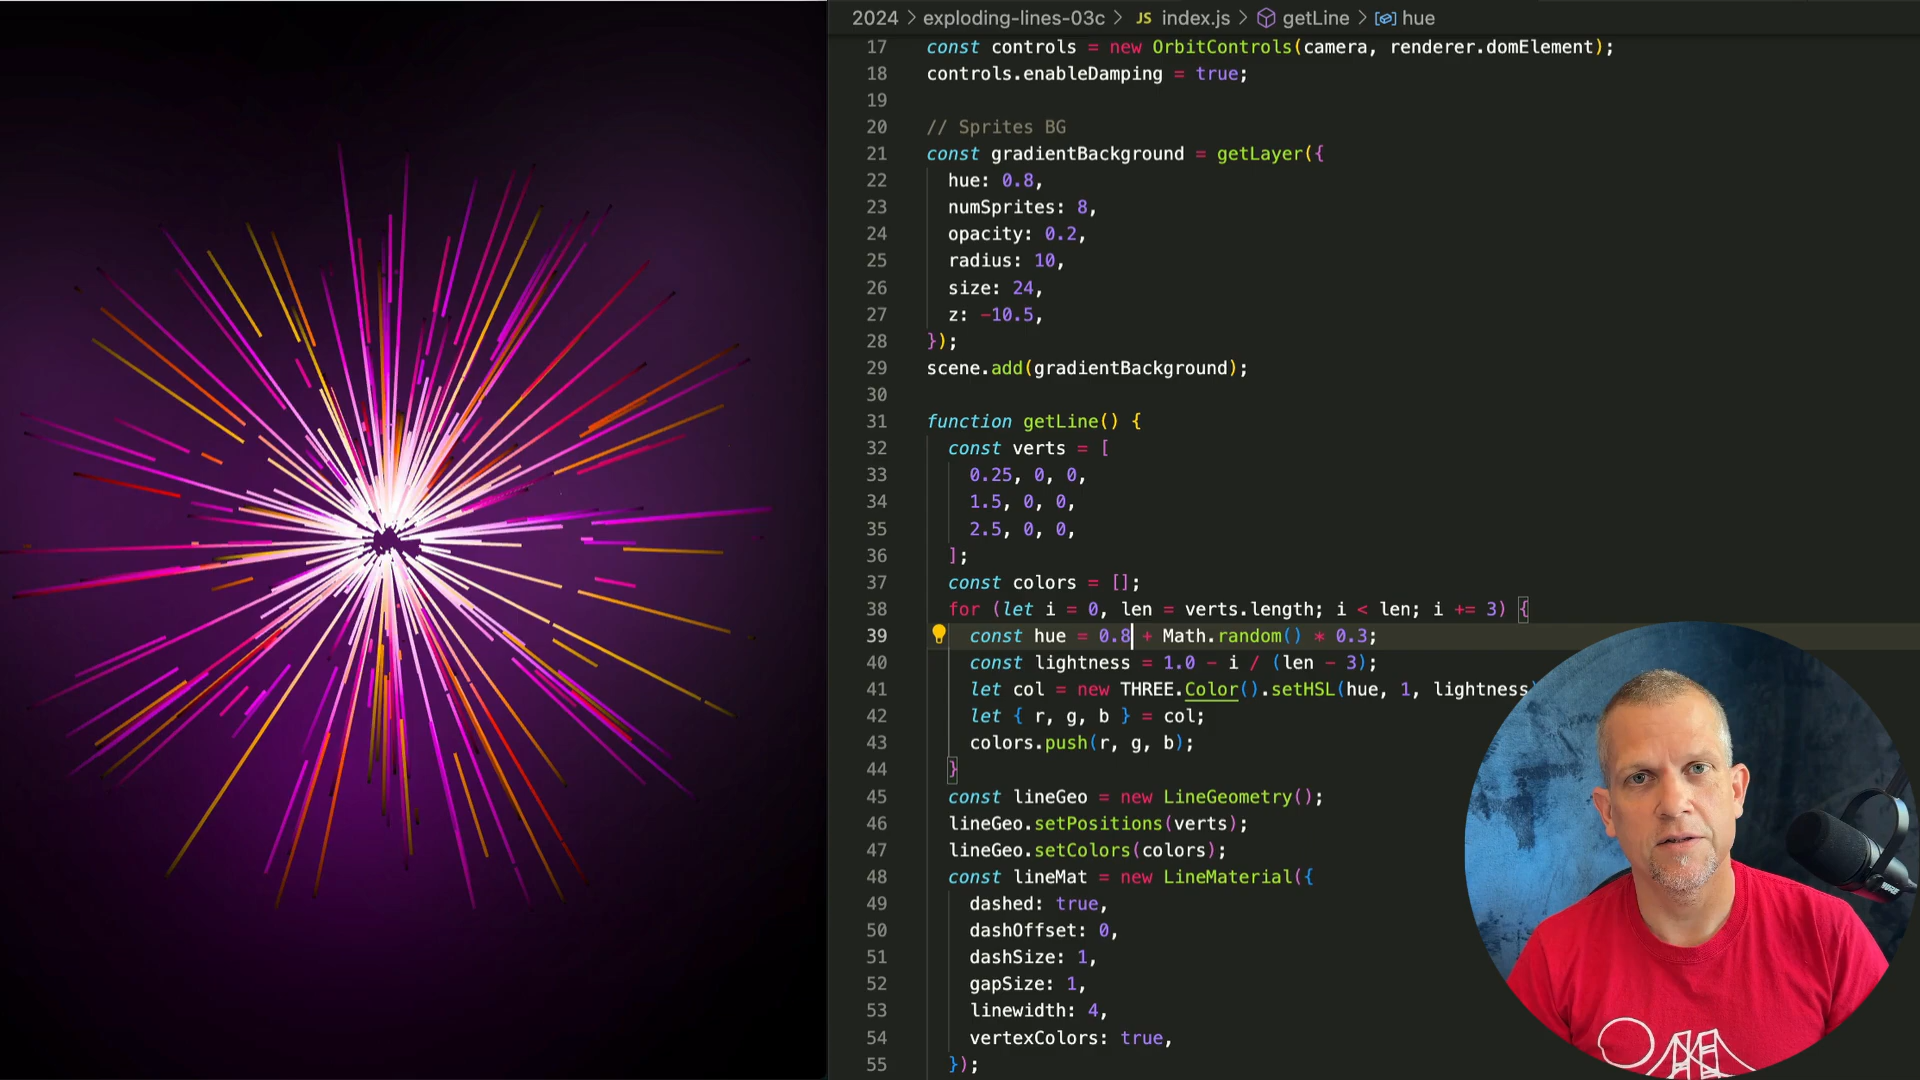 2024 > exploding-lines-03c > JS index.js > getLine > hue
17 const controls = new OrbitControls(camera, renderer.domElement);
18 controls.enableDamping = true;
19
20 // Sprites BG
21 const gradientBackground = getLayer({
22 hue: 0.8,
23 numSprites: 8,
24 opacity: 0.2,
25 radius: 10,
26 size: 24,
27 z: -10.5,
28 });
29 scene.add(gradientBackground);
30
31 function getLine() {
32 const verts = [
33 0.25, 0, 0,
34 1.5, 0, 0,
35 2.5, 0, 0,
36 ];
37 const colors = [];
38 for (let i = 0, len = verts.length; i < len; i += 3) {
39 const hue = 0.8 + Math.random() * 0.3;
40 const lightness = 1.0 - i / (len - 3);
41 let col = new THREE.Color().setHSL(hue, 1, lightness)
42 let { r, g, b } = col;
43 colors.push(r, g, b);
44 }
45 const lineGeo = new LineGeometry();
46 lineGeo.setPositions(verts);
47 lineGeo.setColors(colors);
48 const lineMat = new LineMaterial({
49 dashed: true,
50 dashOffset: 0,
51 dashSize: 1,
52 gapSize: 1,
53 linewidth: 4,
54 vertexColors: true,
55 });